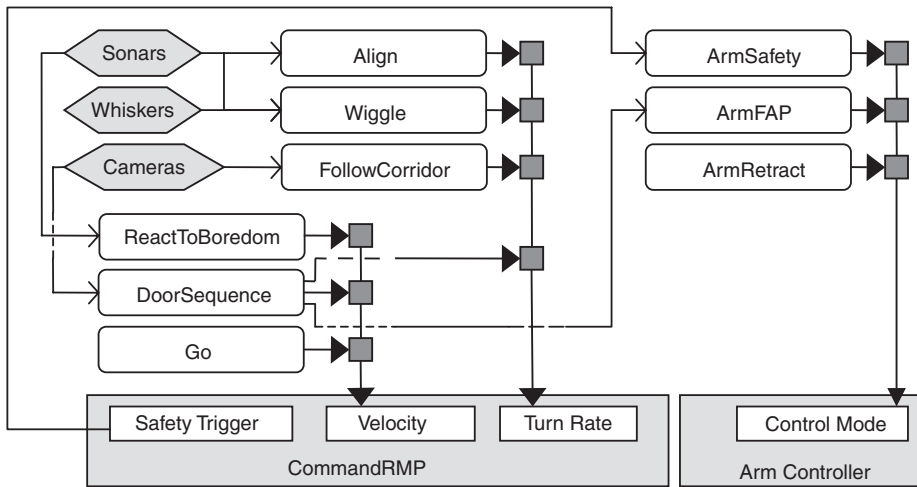 Sonars
Align
ArmSafety
Whiskers
Wiggle
ArmFAP
Cameras
FollowCorridor
ArmRetract
ReactToBoredom
DoorSequence
Go
Safety Trigger
Velocity
Turn Rate
Control Mode
CommandRMP
Arm Controller